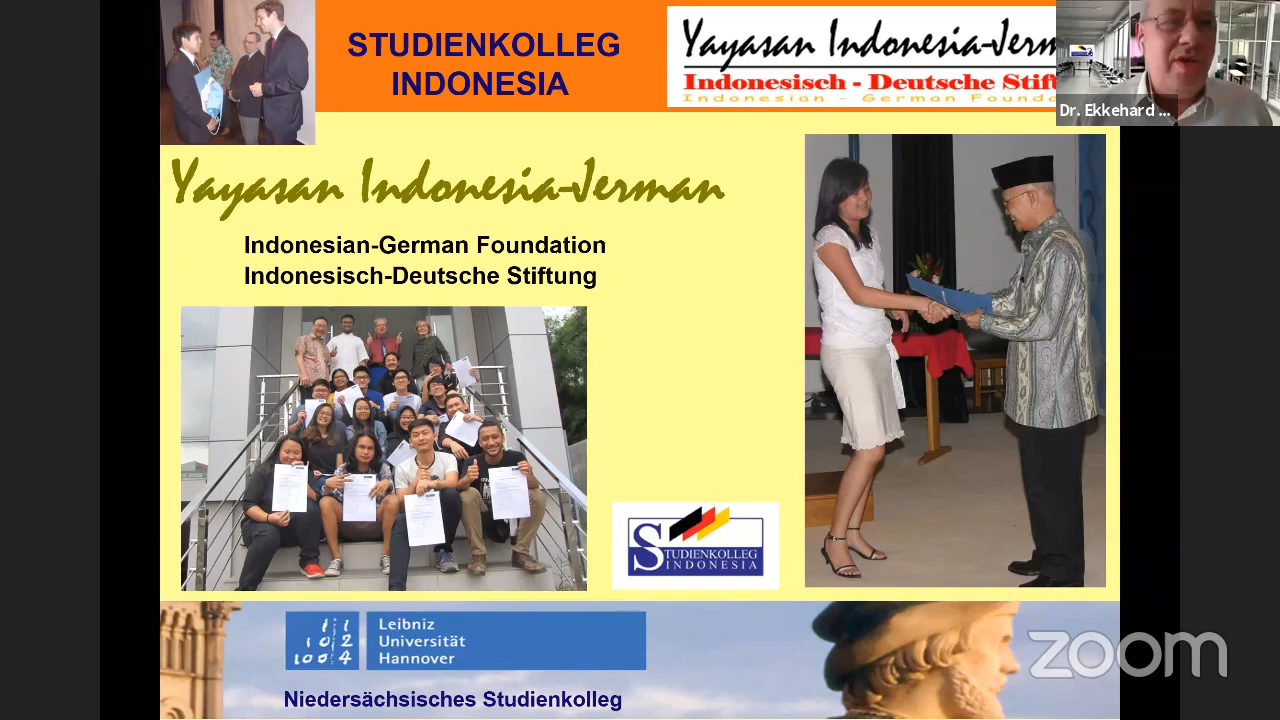 STUDIENKOLLEG
INDONESIA
Yayasan Indonesia-Jerm
Indonesisch - Deutsche Stif
Indonesian - German Found
Dr. Ekkehard ...
Yayasan Indonesia-Jerman
Indonesian-German Foundation
Indonesisch-Deutsche Stiftung
STUDIENKOLLEG
INDONESIA
Leibniz
Universität
Hannover
Niedersächsisches Studienkolleg
zoom